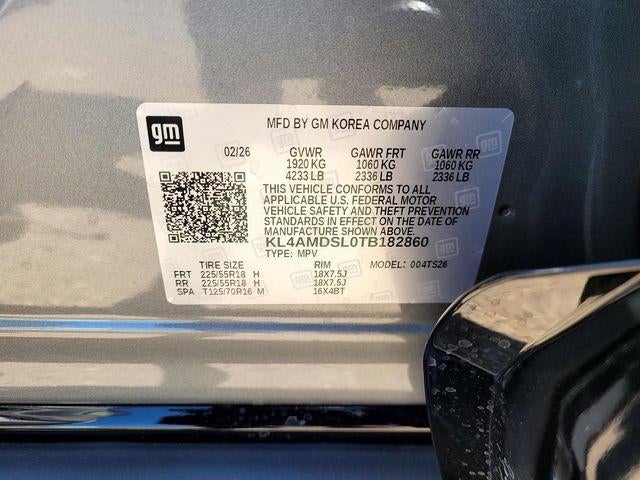 gm
MFD BY GM KOREA COMPANY
02/26 GVWR GAWR FRT GAWR RR
1920 KG 1060 KG 1060 KG
4233 LB 2336 LB 2336 LB
THIS VEHICLE CONFORMS TO ALL
APPLICABLE U.S. FEDERAL MOTOR
VEHICLE SAFETY AND THEFT PREVENTION
STANDARDS IN EFFECT ON THE DATE OF
MANUFACTURE SHOWN ABOVE.
KL4AMDSL0TB182860
TYPE: MPV
TIRE SIZE RIM MODEL: 004TS26
FRT 225/55R18 H 18X7.5J
RR 225/55R18 H 18X7.5J
SPA T125/70R16 M 16X4BT